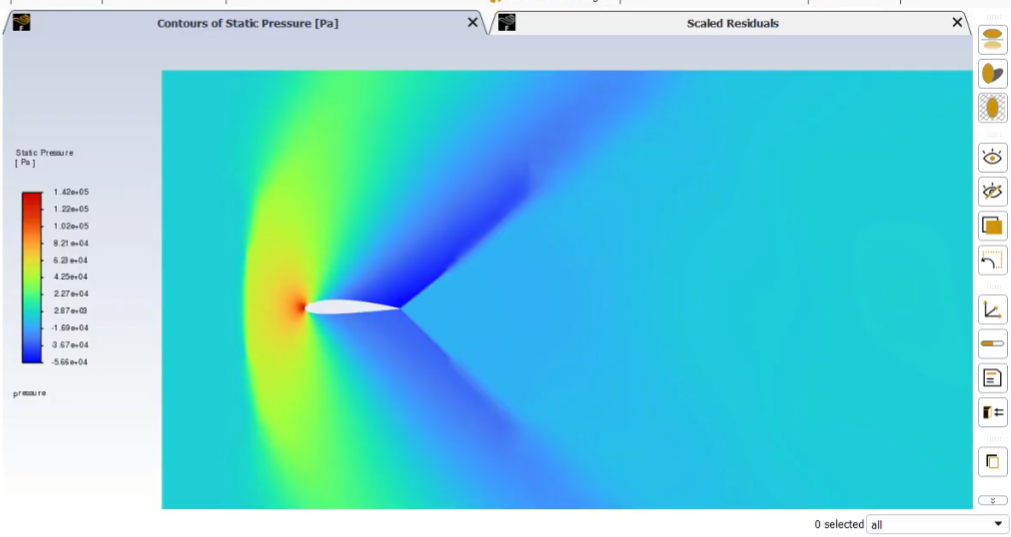 Contours of Static Pressure [Pa]
Scaled Residuals
Static Pressure
[ Pa ]
1.42e+05
1.22e+05
1.02e+05
8.21e+04
6.23e+04
4.25e+04
2.27e+04
2.87e+03
-1.69e+04
-3.67e+04
-5.66e+04
pressure
0 selected all